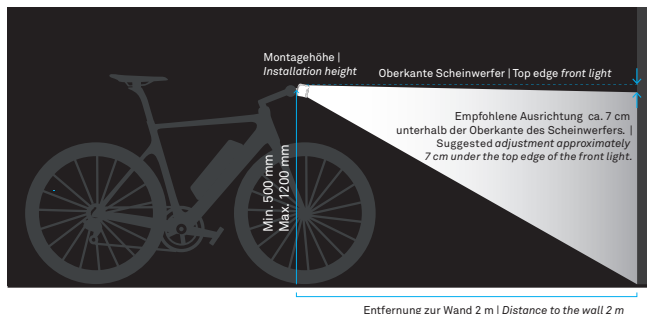 Montagehöhe |
Installation height
Oberkante Scheinwerfer | Top edge front light
Empfohlene Ausrichtung ca. 7 cm
unterhalb der Oberkante des Scheinwerfers. |
Suggested adjustment approximately
7 cm under the top edge of the front light.
Min. 500 mm
Max. 1200 mm
Entfernung zur Wand 2 m | Distance to the wall 2 m